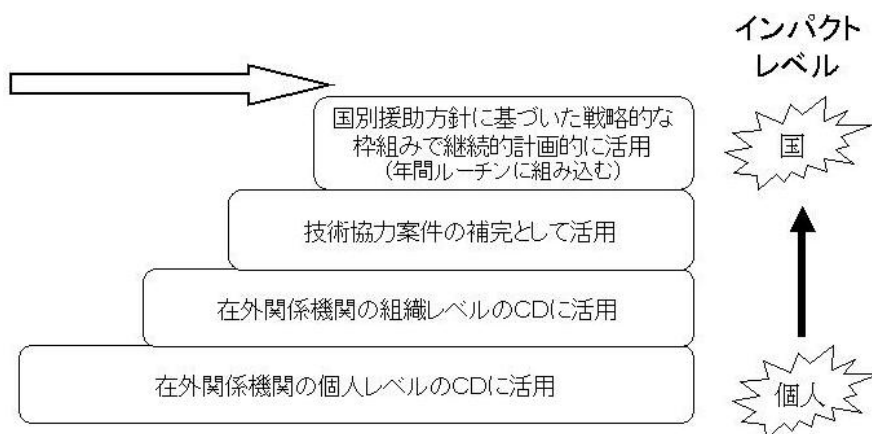 インパクト
レベル
国別援助方針に基づいた戦略的な
枠組みで継続的計画的に活用
(年間ルーチンに組み込む)
国
技術協力案件の補完として活用
在外関係機関の組織レベルのCDに活用
在外関係機関の個人レベルのCDに活用
個人